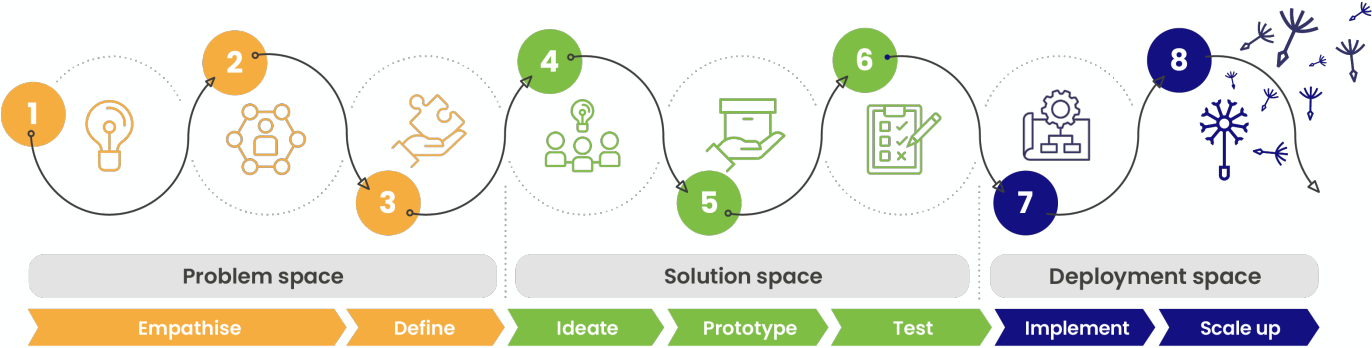 1
2
3
4
5
6
7
8
Problem space
Solution space
Deployment space
Empathise
Define
Ideate
Prototype
Test
Implement
Scale up